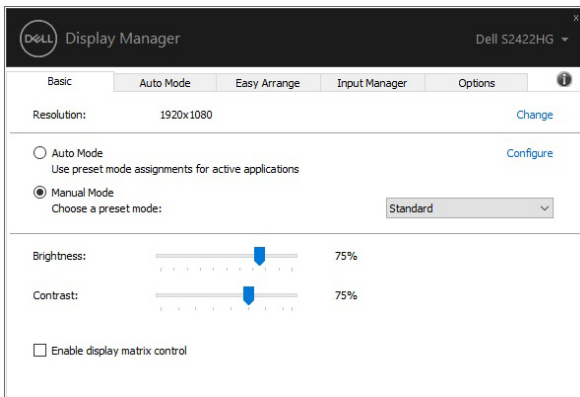 DELL Display Manager
Dell S2422HG
Basic Auto Mode Easy Arrange Input Manager Options
Resolution: 1920x1080 Change
Auto Mode Configure
Use preset mode assignments for active applications
Manual Mode
Choose a preset mode: Standard
Brightness: 75%
Contrast: 75%
Enable display matrix control